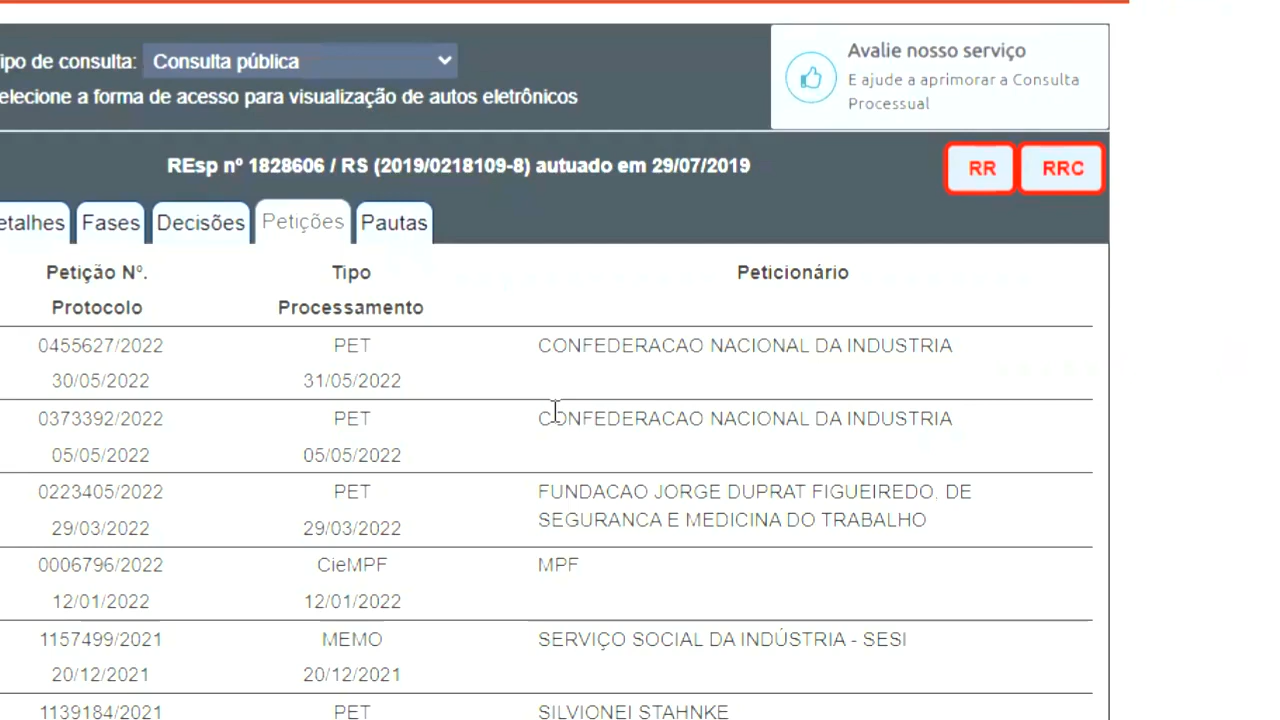 ipo de consulta: Consulta pública
elecione a forma de acesso para visualização de autos eletrônicos
Avalie nosso serviço
E ajude a aprimorar a Consulta
Processual
REsp nº 1828606 / RS (2019/0218109-8) autuado em 29/07/2019
RR RRC
etalhes Fases Decisões Petições Pautas
Petição Nº. Tipo Peticionário
Protocolo Processamento
0455627/2022 PET CONFEDERACAO NACIONAL DA INDUSTRIA
30/05/2022 31/05/2022
0373392/2022 PET CONFEDERACAO NACIONAL DA INDUSTRIA
05/05/2022 05/05/2022
0223405/2022 PET FUNDACAO JORGE DUPRAT FIGUEIREDO, DE
SEGURANCA E MEDICINA DO TRABALHO
29/03/2022 29/03/2022
0006796/2022 CieMPF MPF
12/01/2022 12/01/2022
1157499/2021 MEMO SERVIÇO SOCIAL DA INDÚSTRIA - SESI
20/12/2021 20/12/2021
1139184/2021 PET SILVIONEI STAHNKE